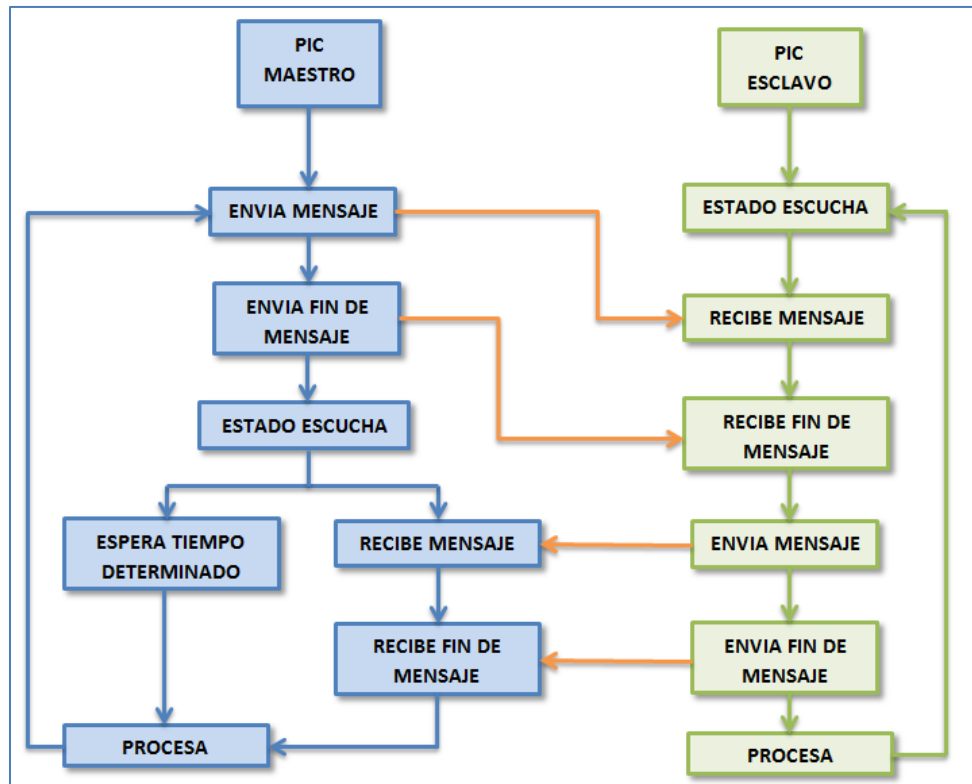 PIC
MAESTRO
ENVIA MENSAJE
ENVIA FIN DE
MENSAJE
ESTADO ESCUCHA
ESPERA TIEMPO
DETERMINADO
RECIBE MENSAJE
RECIBE FIN DE
MENSAJE
PROCESA
PIC
ESCLAVO
ESTADO ESCUCHA
RECIBE MENSAJE
RECIBE FIN DE
MENSAJE
ENVIA MENSAJE
ENVIA FIN DE
MENSAJE
PROCESA